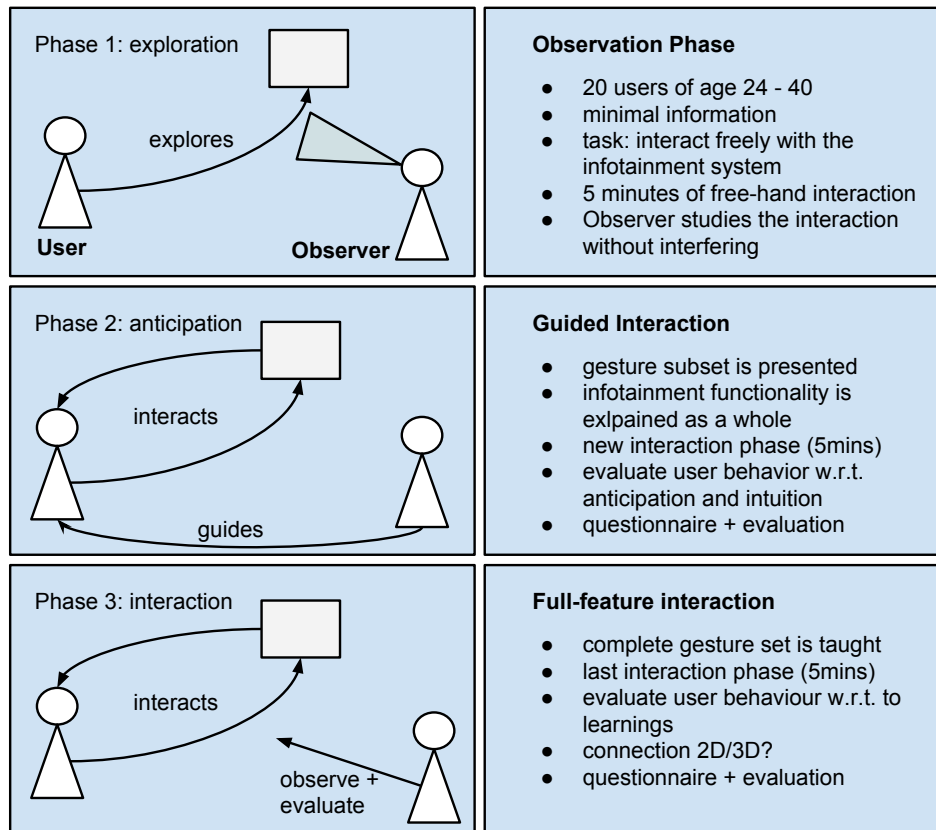 Phase 1: exploration
explores
User
Observer
Observation Phase
● 20 users of age 24 - 40
● minimal information
● task: interact freely with the
infotainment system
● 5 minutes of free-hand interaction
● Observer studies the interaction
without interfering
Phase 2: anticipation
interacts
guides
Guided Interaction
● gesture subset is presented
● infotainment functionality is
exlpained as a whole
● new interaction phase (5mins)
● evaluate user behavior w.r.t.
anticipation and intuition
● questionnaire + evaluation
Phase 3: interaction
interacts
observe +
evaluate
Full-feature interaction
● complete gesture set is taught
● last interaction phase (5mins)
● evaluate user behaviour w.r.t. to
learnings
● connection 2D/3D?
● questionnaire + evaluation